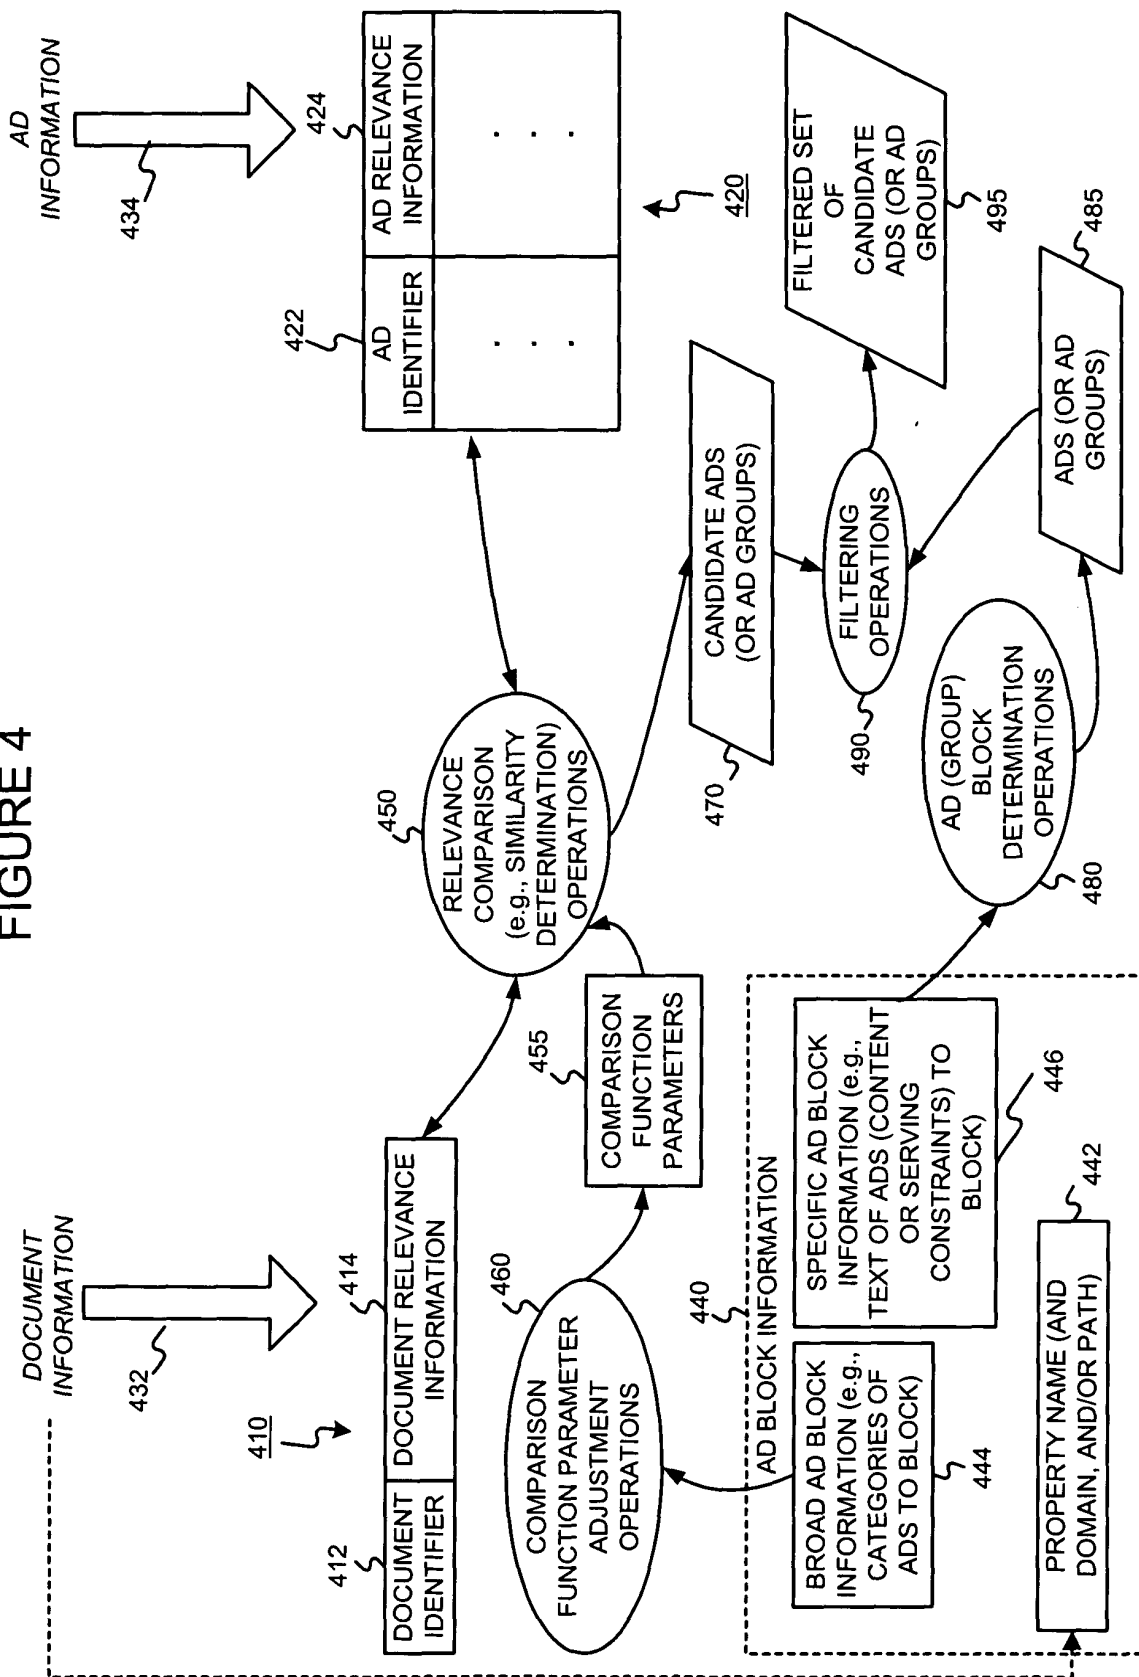 FIGURE 4
DOCUMENT
INFORMATION
432
AD
INFORMATION
434
410
412
414
DOCUMENT
IDENTIFIER
DOCUMENT RELEVANCE
INFORMATION
422
424
AD
IDENTIFIER
AD RELEVANCE
INFORMATION
. . .
. . .
420
450
RELEVANCE
COMPARISON
(e.g., SIMILARITY
DETERMINATION)
OPERATIONS
460
COMPARISON
FUNCTION PARAMETER
ADJUSTMENT
OPERATIONS
455
COMPARISON
FUNCTION
PARAMETERS
CANDIDATE ADS
(OR AD GROUPS)
470
FILTERED SET
OF
CANDIDATE
ADS (OR AD
GROUPS)
495
440
AD BLOCK INFORMATION
BROAD AD BLOCK
INFORMATION (e.g.,
CATEGORIES OF
ADS TO BLOCK)
444
SPECIFIC AD BLOCK
INFORMATION (e.g.,
TEXT OF ADS (CONTENT
OR SERVING
CONSTRAINTS) TO
BLOCK)
446
FILTERING
OPERATIONS
490
AD (GROUP)
BLOCK
DETERMINATION
OPERATIONS
480
ADS (OR AD
GROUPS)
485
PROPERTY NAME (AND
DOMAIN, AND/OR PATH)
442